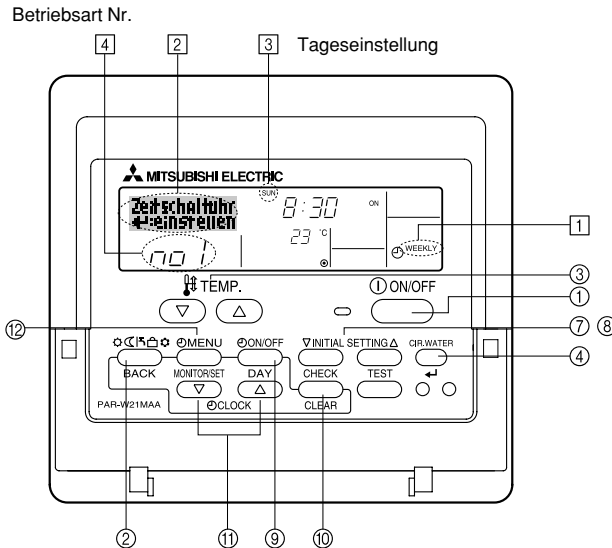 Betriebsart Nr.
4 2 3 Tageseinstellung
MITSUBISHI ELECTRIC
SUN
Zeitschaltuhr
↵:einstellen
8:30 ON
23 °C
no 1
WEEKLY
1
TEMP. ON/OFF
3
1
12
7 8
MENU ON/OFF ▽INITIAL SETTING△ CIR.WATER
4
BACK MONITOR/SET DAY CHECK TEST ↵
▽ △
PAR-W21MAA CLOCK CLEAR
2 11 9 10